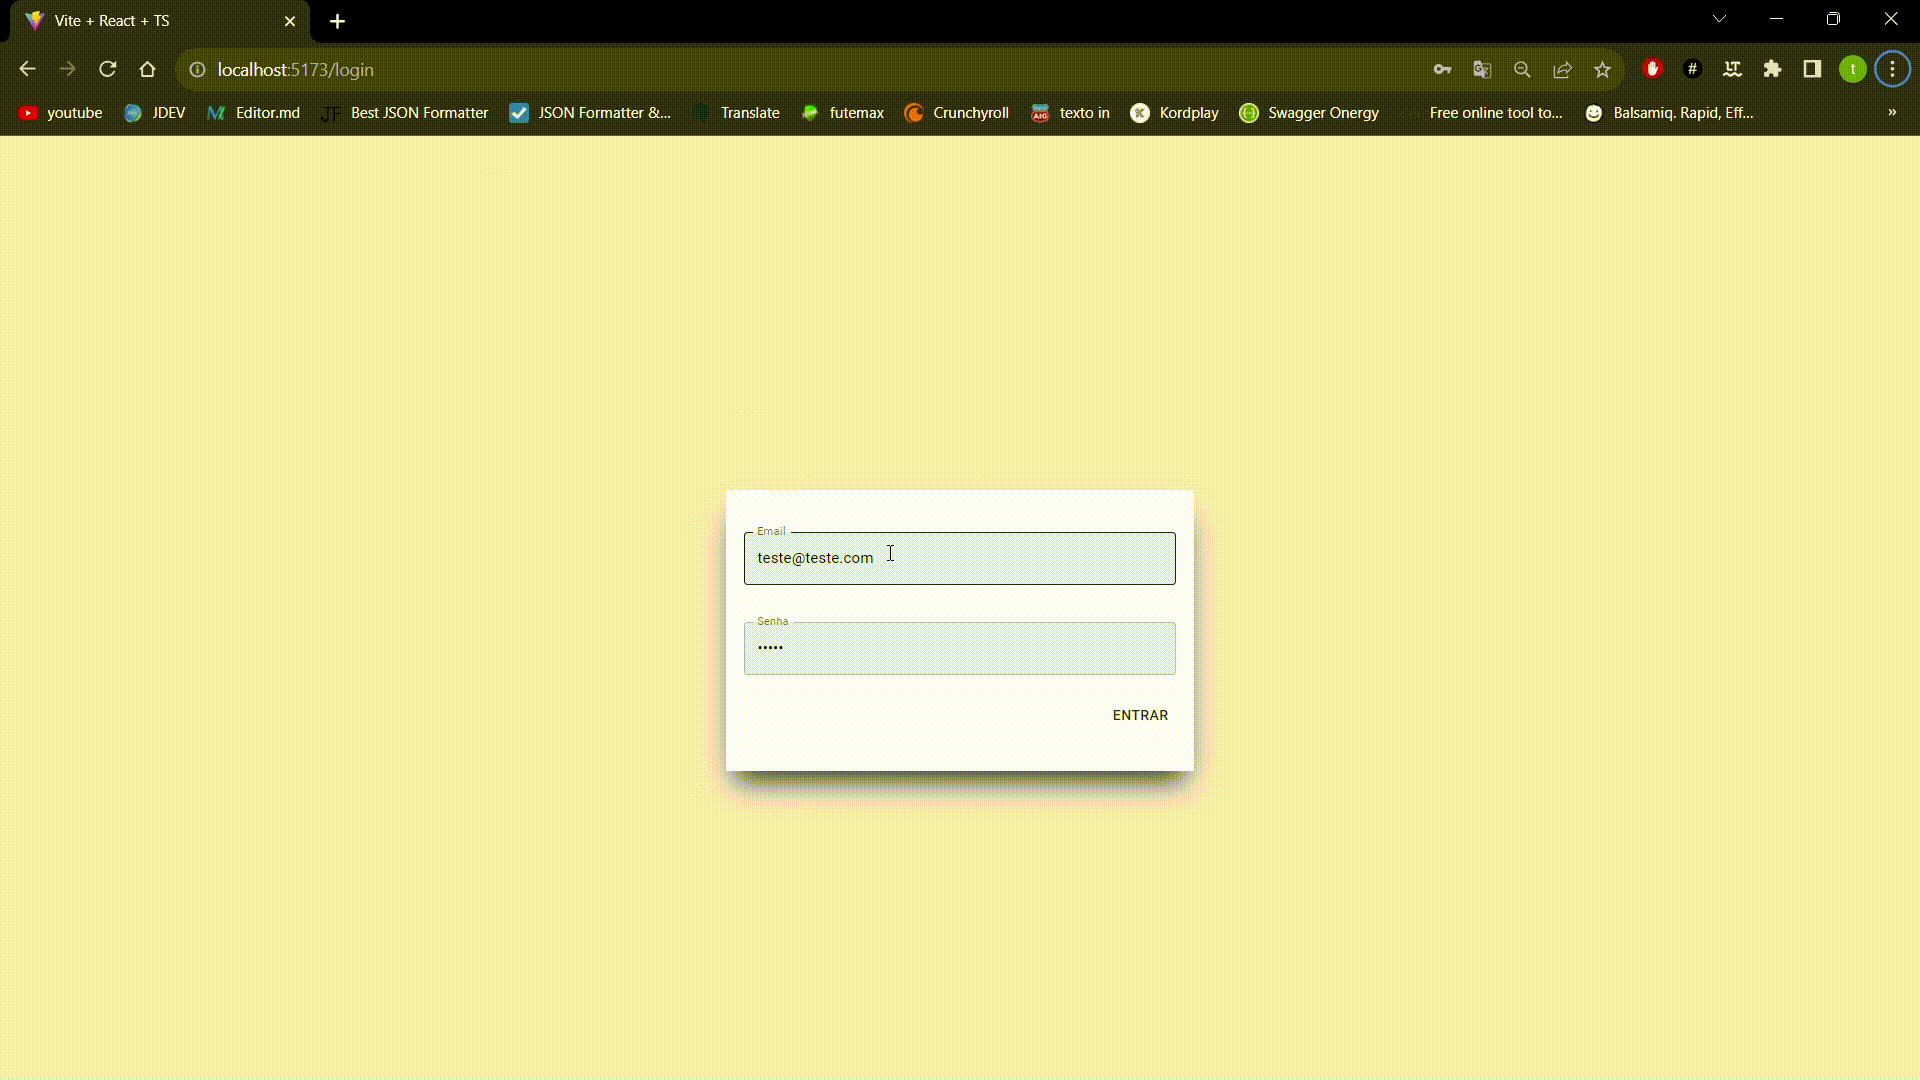 Vite + React + TS
localhost:5173/login
youtube JDEV Editor.md JF Best JSON Formatter JSON Formatter &... Translate futemax Crunchyroll texto in Kordplay Swagger Onergy Free online tool to... Balsamiq. Rapid, Eff... »
Email
teste@teste.com
Senha
•••••
ENTRAR